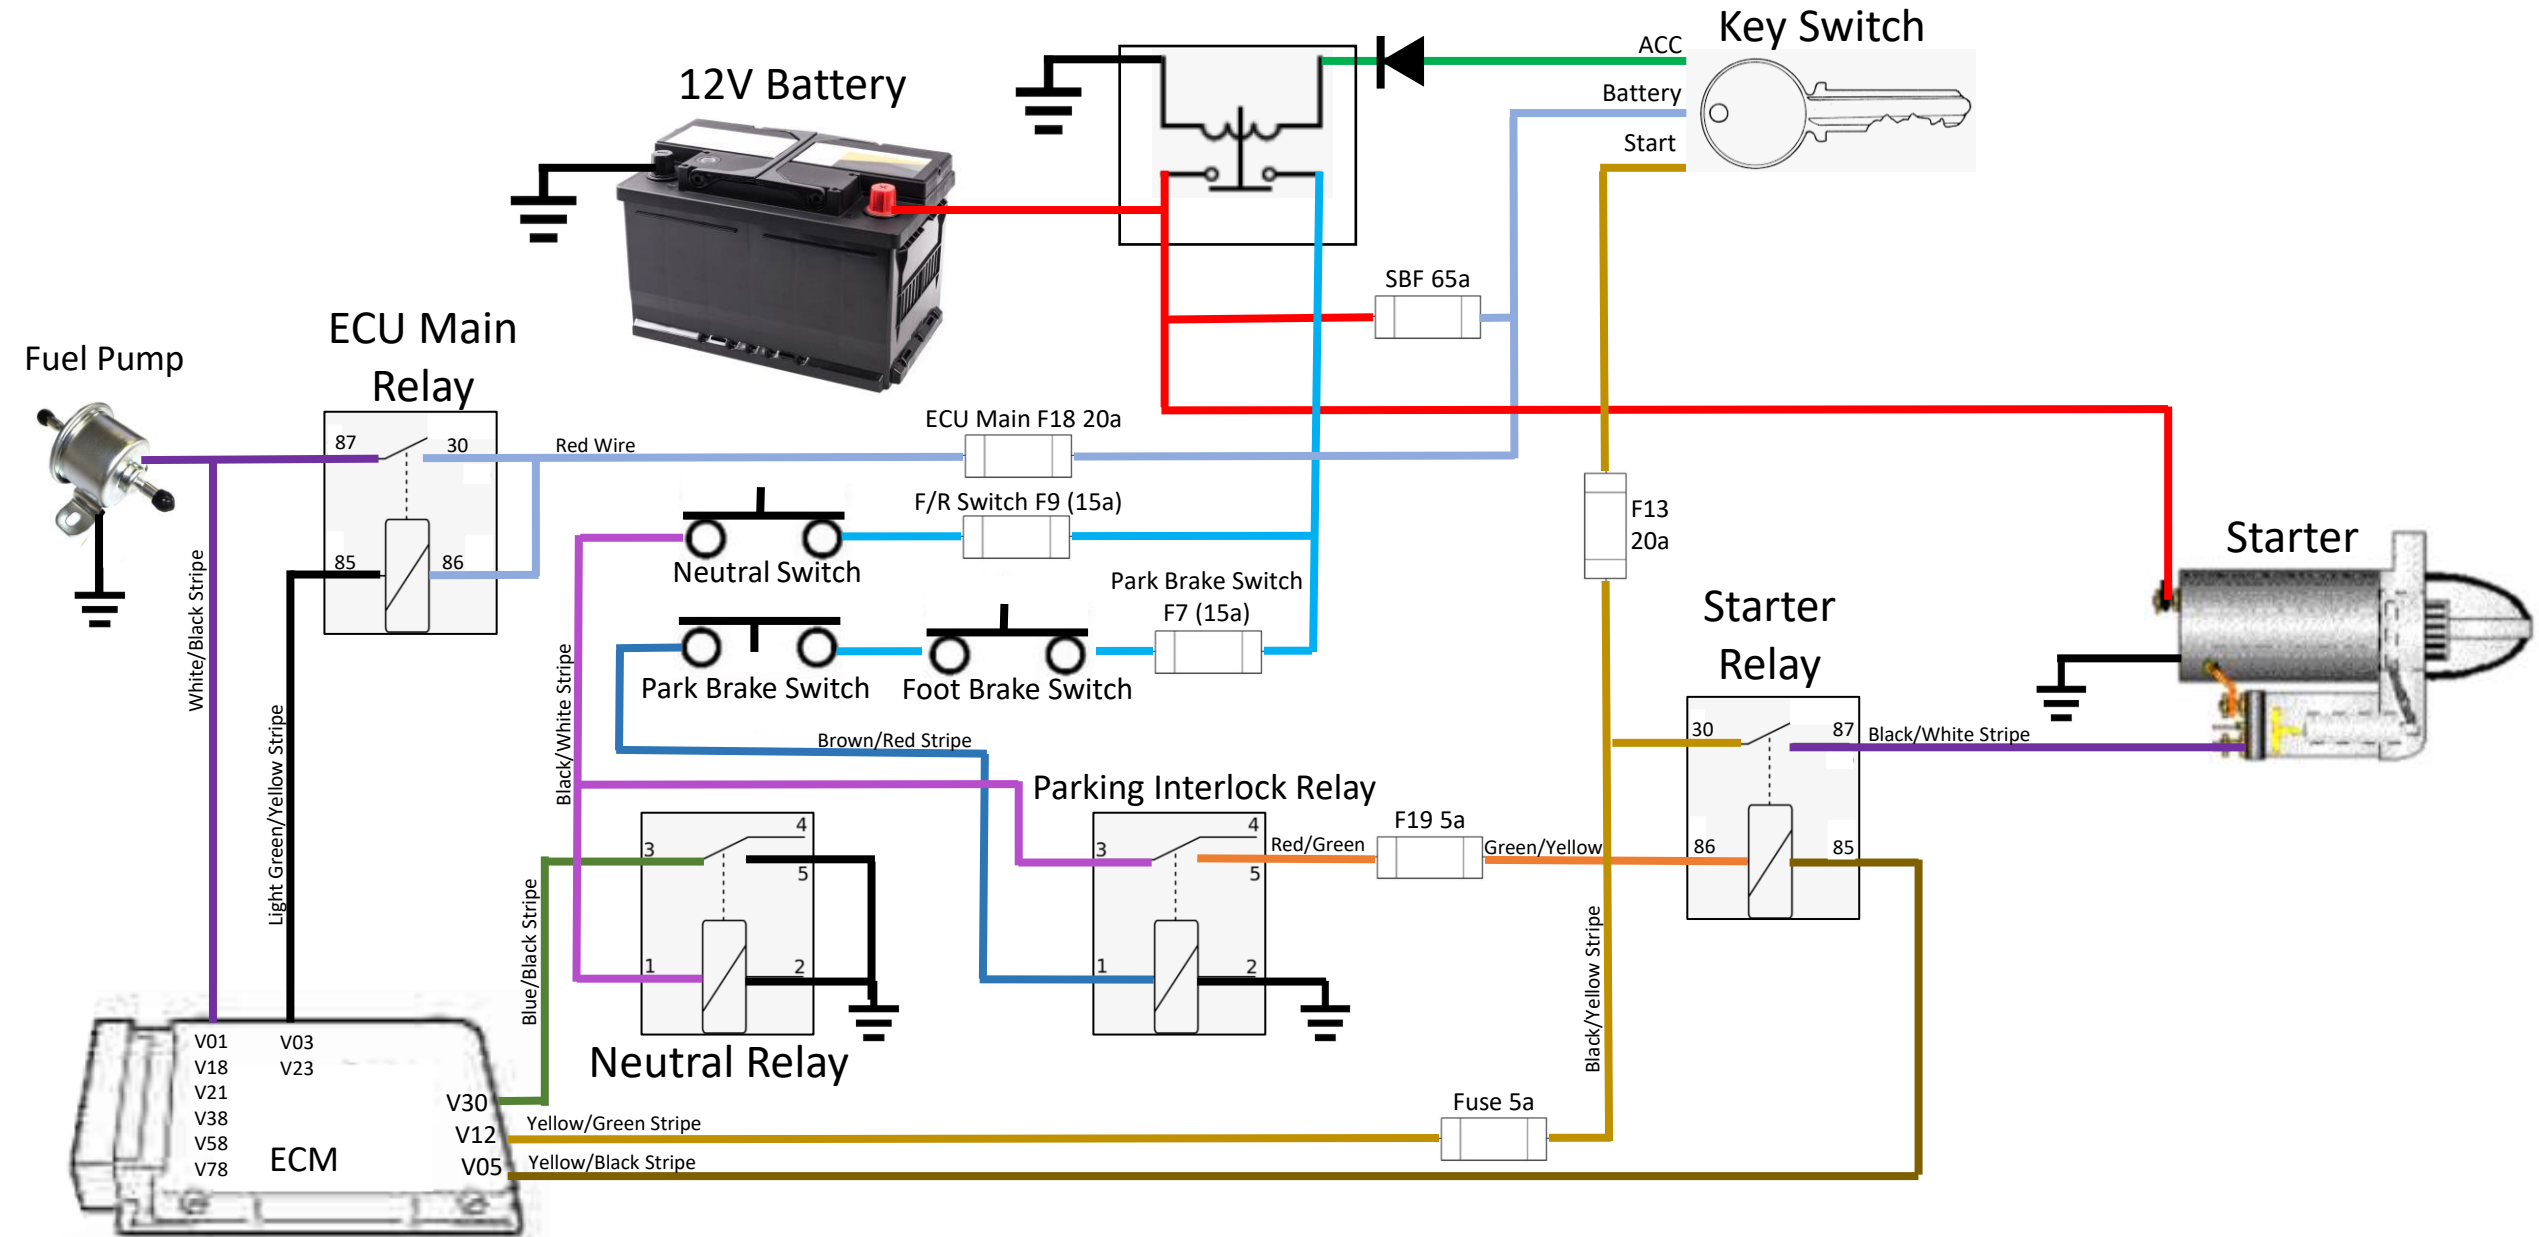 Key Switch
ACC
Battery
Start
12V Battery
SBF 65a
ECU Main
Relay
Fuel Pump
87
30
Red Wire
ECU Main F18 20a
F/R Switch F9 (15a)
F13
20a
Starter
85
86
Neutral Switch
Park Brake Switch
F7 (15a)
Starter
Relay
White/Black Stripe
Park Brake Switch
Foot Brake Switch
Black/White Stripe
Light Green/Yellow Stripe
Brown/Red Stripe
30
87
Black/White Stripe
Parking Interlock Relay
3
4
5
1
2
Neutral Relay
3
4
5
1
2
Red/Green
F19 5a
Green/Yellow
86
85
Blue/Black Stripe
Black/Yellow Stripe
V01
V18
V21
V38
V58
V78
V03
V23
ECM
V30
V12
V05
Yellow/Green Stripe
Yellow/Black Stripe
Fuse 5a